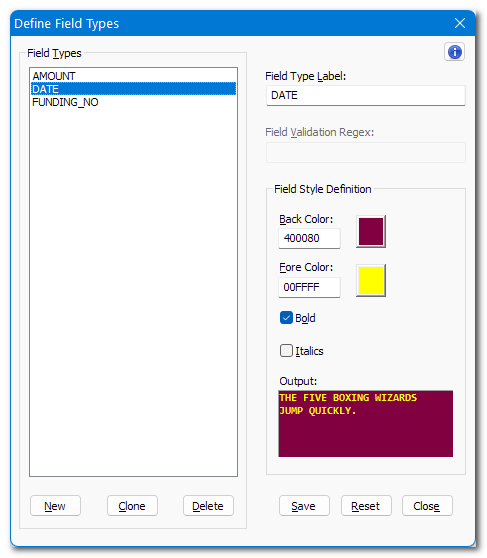 Define Field Types
Field Types
AMOUNT
DATE
FUNDING_NO
New
Clone
Delete
Field Type Label:
DATE
Field Validation Regex:
Field Style Definition
Back Color:
400080
Fore Color:
00FFFF
Bold
Italics
Output:
THE FIVE BOXING WIZARDS
JUMP QUICKLY.
Save
Reset
Close